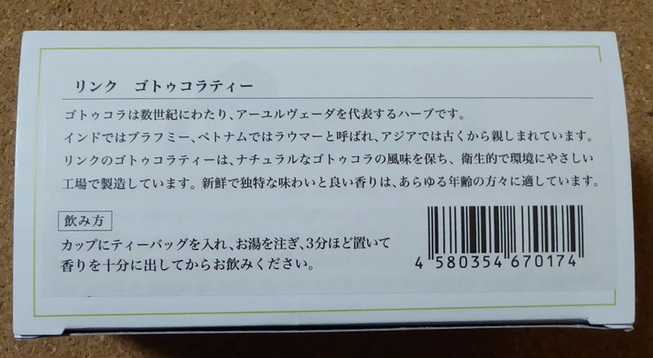 リンク　ゴトゥコラティー
ゴトゥコラは数世紀にわたり、アーユルヴェーダを代表するハーブです。
インドではブラフミー、ベトナムではラウマーと呼ばれ、アジアでは古くから親しまれています。
リンクのゴトゥコラティーは、ナチュラルなゴトゥコラの風味を保ち、衛生的で環境にやさしい
工場で製造しています。新鮮で独特な味わいと良い香りは、あらゆる年齢の方々に適しています。
飲み方
カップにティーバッグを入れ、お湯を注ぎ、3分ほど置いて
香りを十分に出してからお飲みください。
4 580354 670174